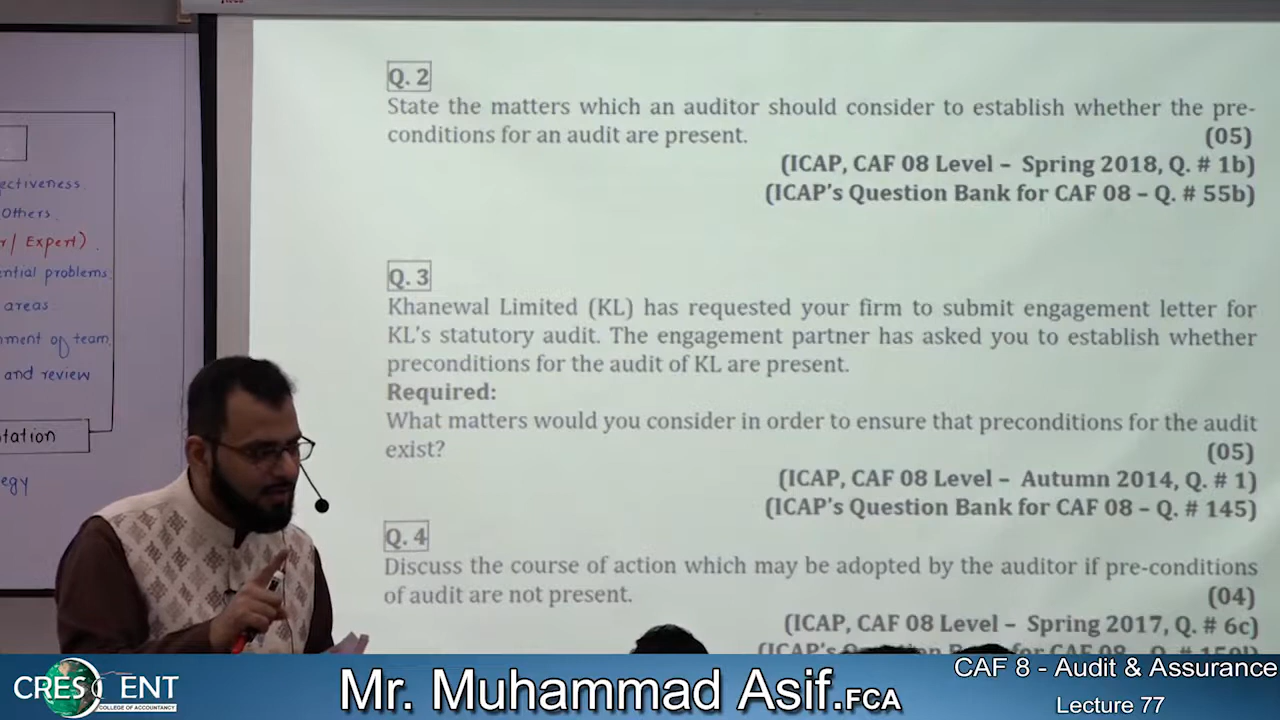 ectiveness.
Others.
r/ Expert).
ential problems
areas
ment of team.
and review
tation
egy
Q. 2
State the matters which an auditor should consider to establish whether the pre-
conditions for an audit are present. (05)
(ICAP, CAF 08 Level – Spring 2018, Q. # 1b)
(ICAP's Question Bank for CAF 08 – Q. # 55b)
Q. 3
Khanewal Limited (KL) has requested your firm to submit engagement letter for
KL's statutory audit. The engagement partner has asked you to establish whether
preconditions for the audit of KL are present.
Required:
What matters would you consider in order to ensure that preconditions for the audit
exist? (05)
(ICAP, CAF 08 Level – Autumn 2014, Q. # 1)
(ICAP's Question Bank for CAF 08 – Q. # 145)
Q. 4
Discuss the course of action which may be adopted by the auditor if pre-conditions
of audit are not present. (04)
(ICAP, CAF 08 Level – Spring 2017, Q. # 6c)
CRESCENT
COLLEGE OF ACCOUNTANCY
Mr. Muhammad Asif.FCA
CAF 8 - Audit & Assurance
Lecture 77